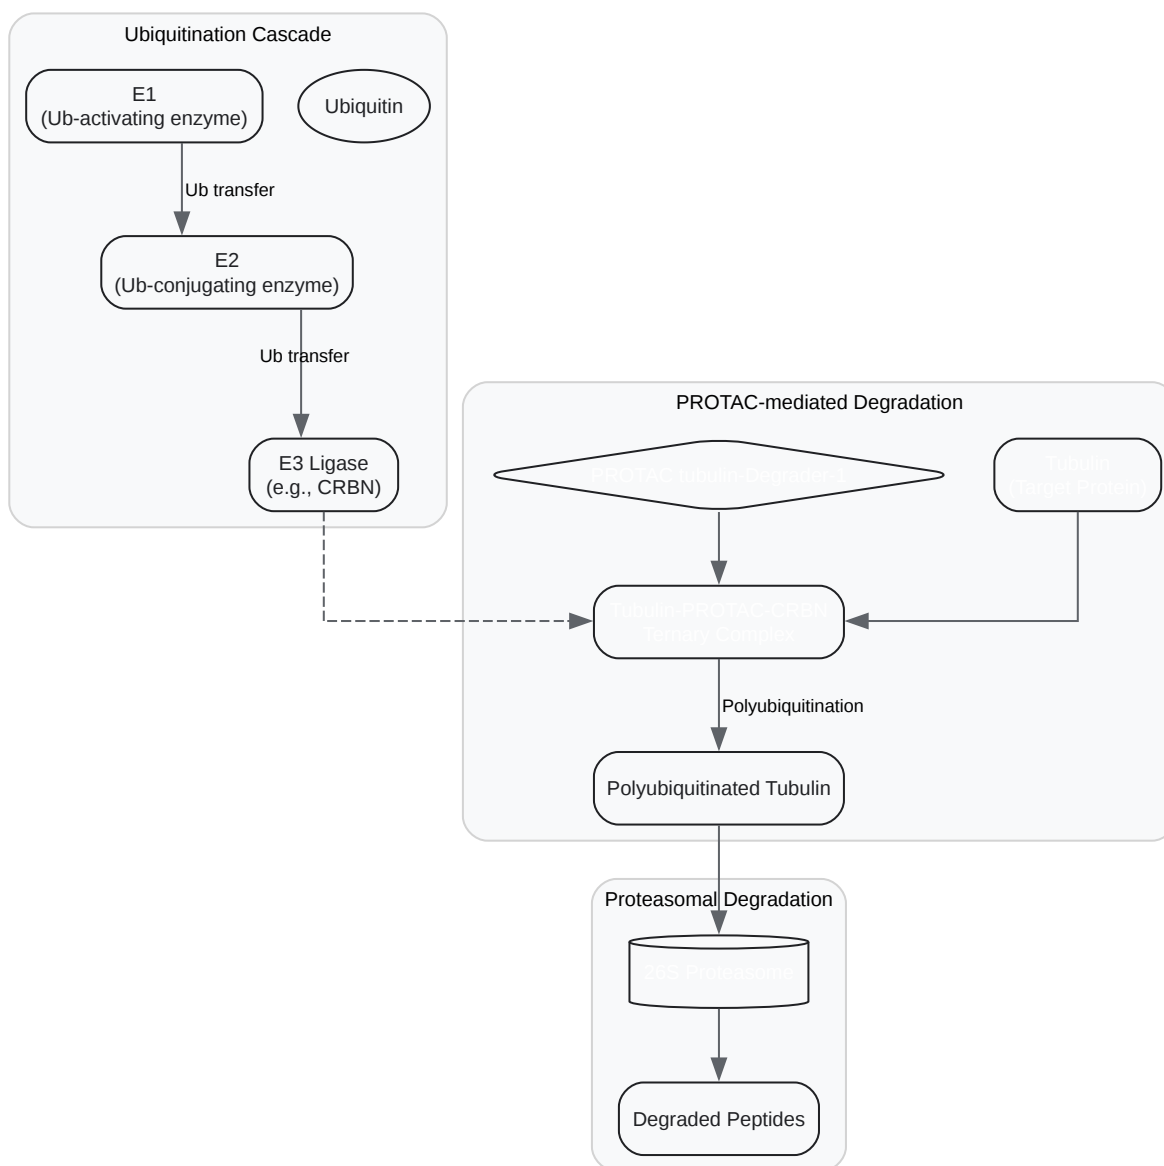 Ubiquitination Cascade
E1
(Ub-activating enzyme)
Ubiquitin
Ub transfer
E2
(Ub-conjugating enzyme)
Ub transfer
E3 Ligase
(e.g., CRBN)
PROTAC-mediated Degradation
PROTAC tubulin-Degrader-1
Tubulin
(Target Protein)
Tubulin-PROTAC-CRBN
Ternary Complex
Polyubiquitination
Polyubiquitinated Tubulin
Proteasomal Degradation
26S Proteasome
Degraded Peptides